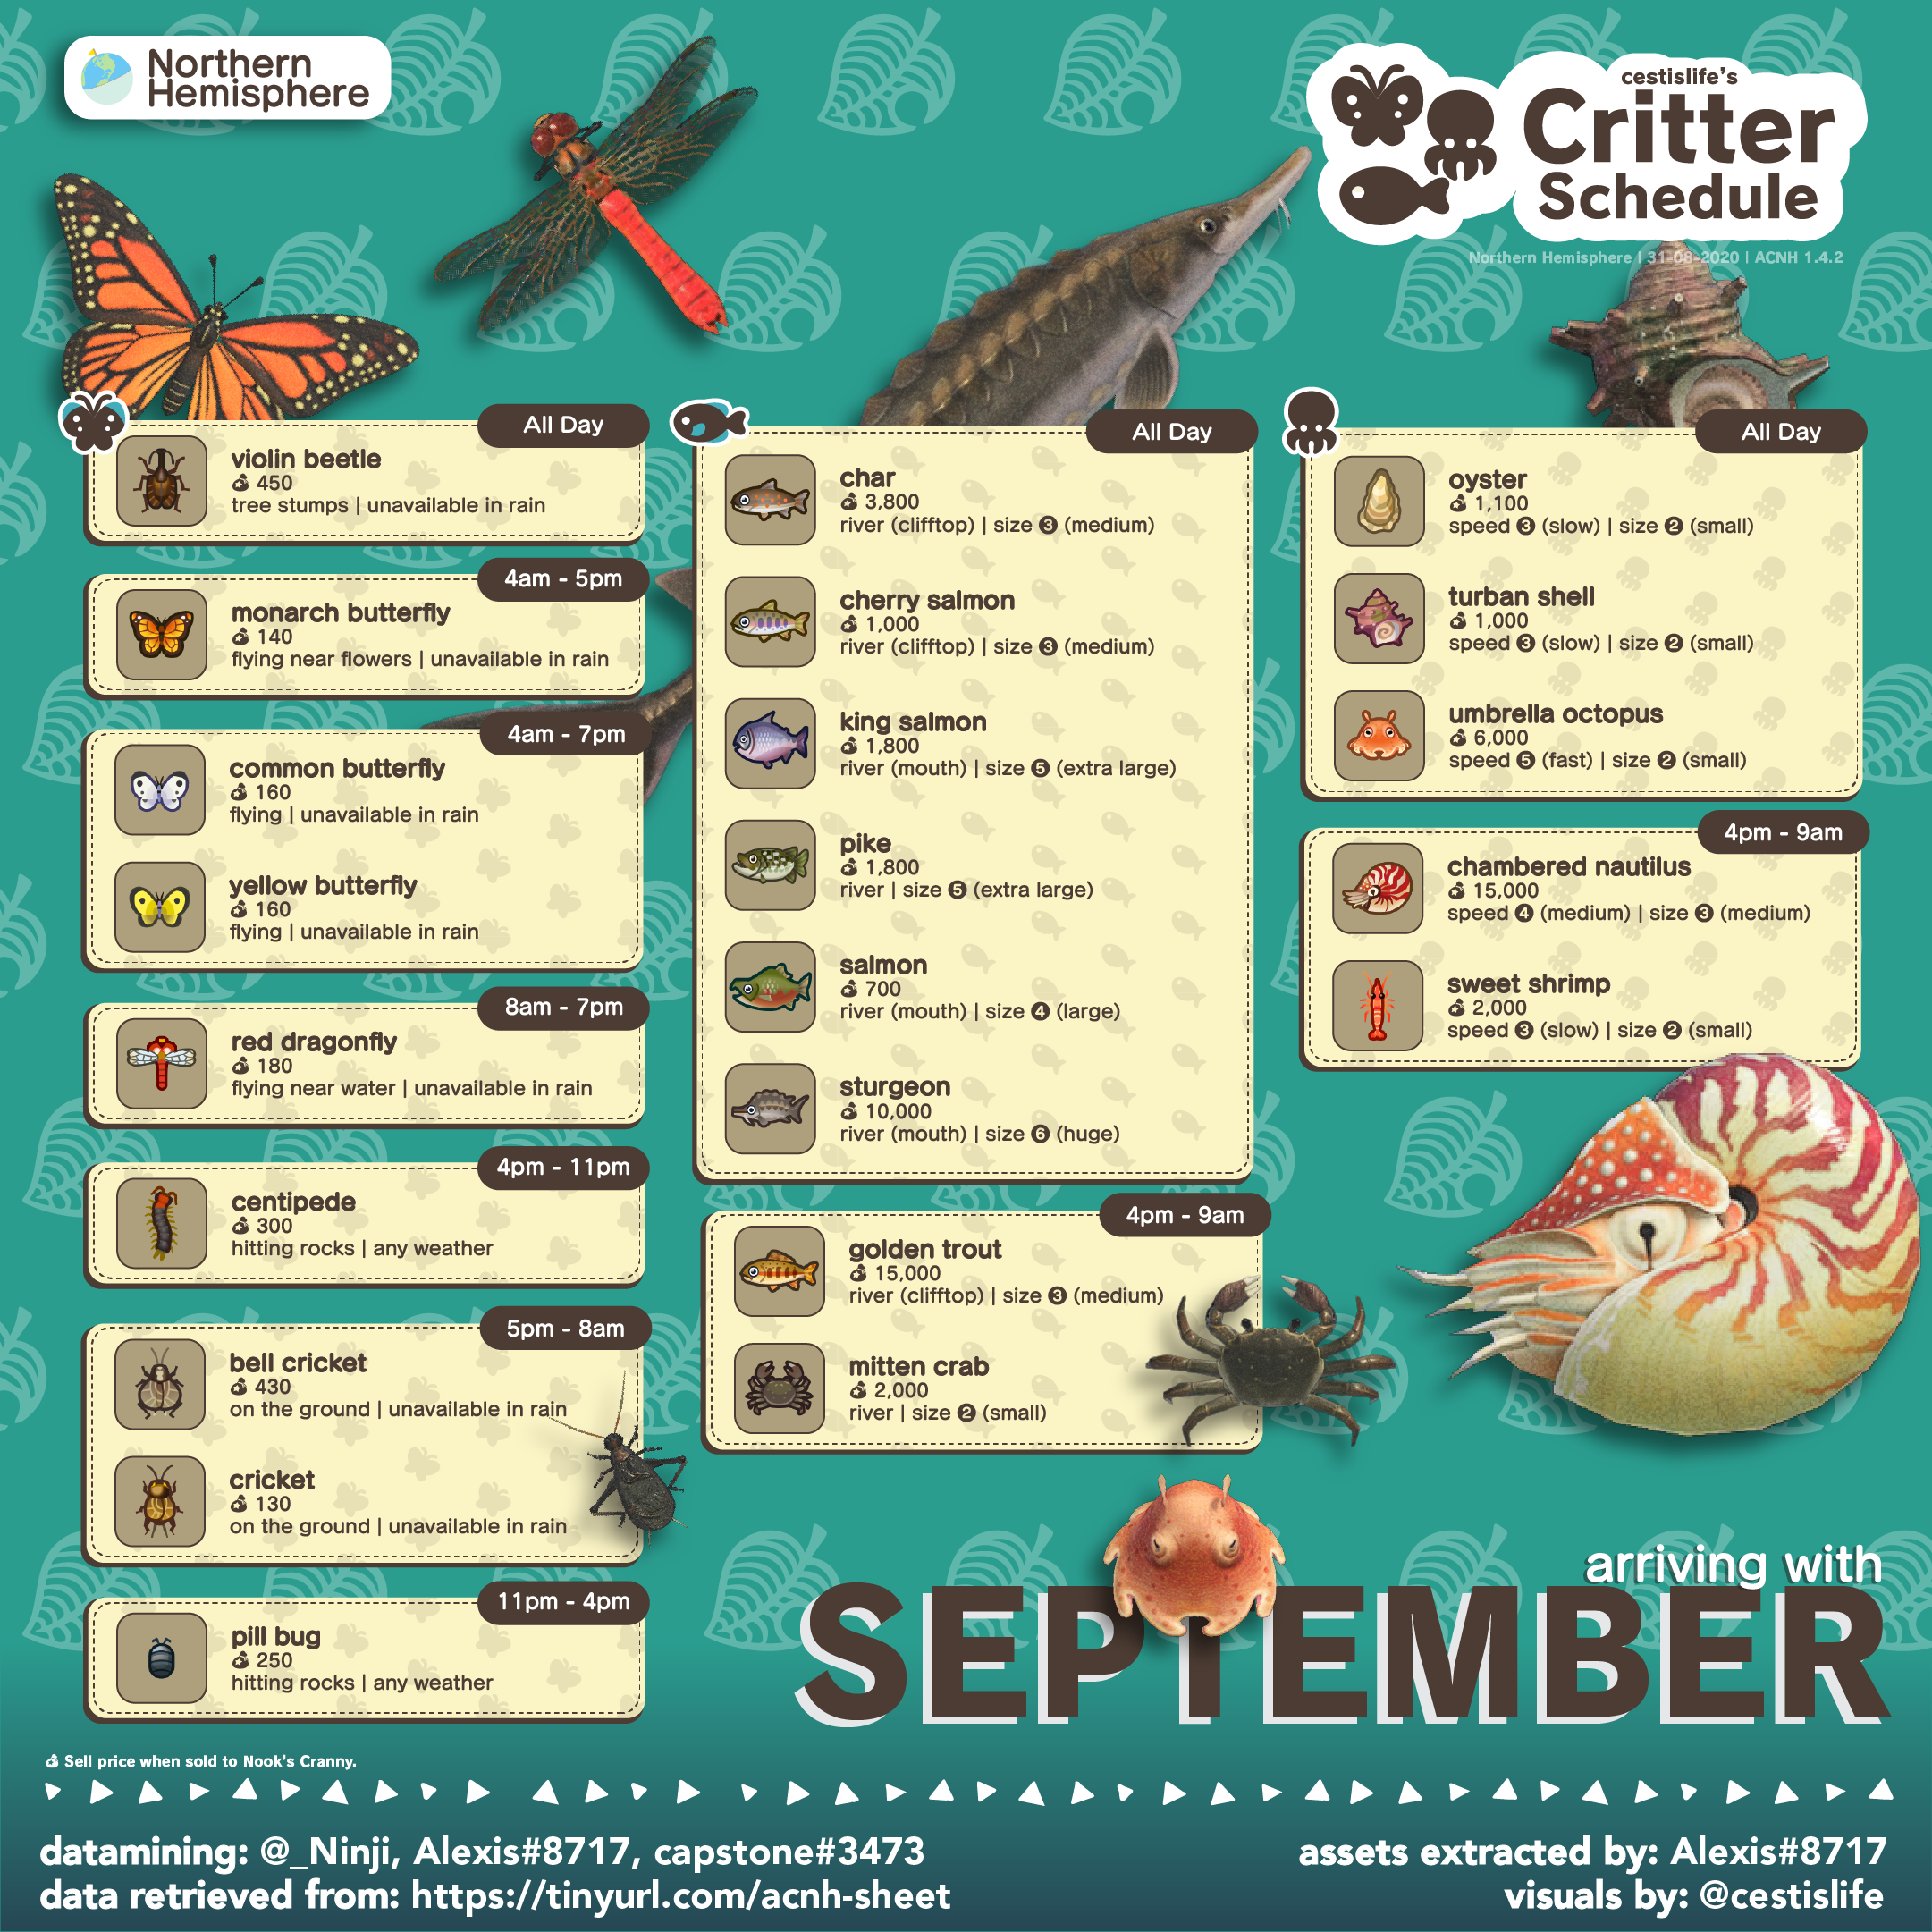 Northern
Hemisphere
cestislife's
Critter
Schedule
Northern Hemisphere | 31-08-2020 | ACNH 1.4.2
All Day
violin beetle
450
tree stumps | unavailable in rain
4am - 5pm
monarch butterfly
140
flying near flowers | unavailable in rain
4am - 7pm
common butterfly
160
flying | unavailable in rain
yellow butterfly
160
flying | unavailable in rain
8am - 7pm
red dragonfly
180
flying near water | unavailable in rain
4pm - 11pm
centipede
300
hitting rocks | any weather
5pm - 8am
bell cricket
430
on the ground | unavailable in rain
cricket
130
on the ground | unavailable in rain
11pm - 4pm
pill bug
250
hitting rocks | any weather
All Day
char
3,800
river (clifftop) | size 3 (medium)
cherry salmon
1,000
river (clifftop) | size 3 (medium)
king salmon
1,800
river (mouth) | size 5 (extra large)
pike
1,800
river | size 5 (extra large)
salmon
700
river (mouth) | size 4 (large)
sturgeon
10,000
river (mouth) | size 6 (huge)
4pm - 9am
golden trout
15,000
river (clifftop) | size 3 (medium)
mitten crab
2,000
river | size 2 (small)
All Day
oyster
1,100
speed 3 (slow) | size 2 (small)
turban shell
1,000
speed 3 (slow) | size 2 (small)
umbrella octopus
6,000
speed 5 (fast) | size 2 (small)
4pm - 9am
chambered nautilus
15,000
speed 4 (medium) | size 3 (medium)
sweet shrimp
2,000
speed 3 (slow) | size 2 (small)
arriving with
SEPTEMBER
Sell price when sold to Nook's Cranny.
datamining: @_Ninji, Alexis#8717, capstone#3473
data retrieved from: https://tinyurl.com/acnh-sheet
assets extracted by: Alexis#8717
visuals by: @cestislife